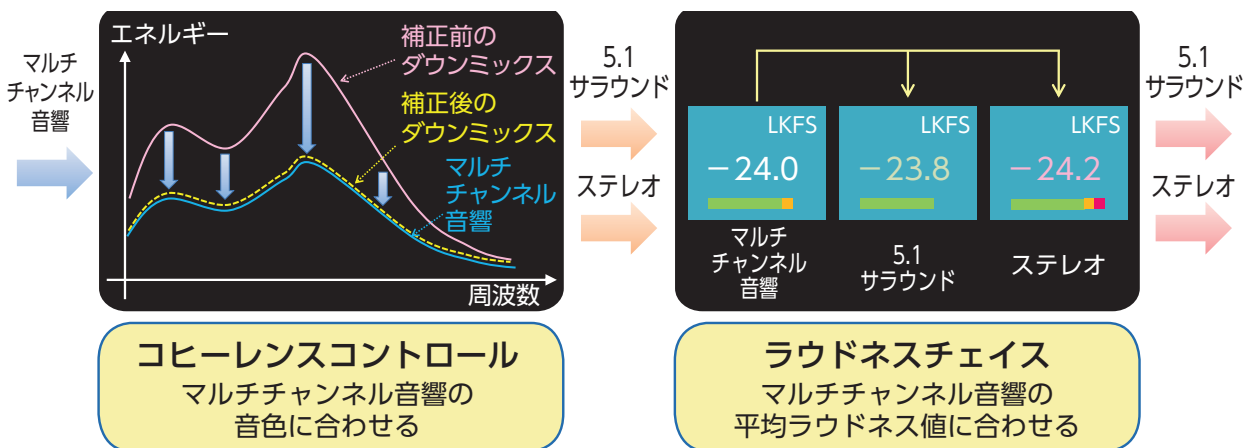 マルチ
チャンネル
音響
エネルギー
補正前の
ダウンミックス
補正後の
ダウンミックス
マルチ
チャンネル
音響
周波数
5.1
サラウンド
ステレオ
LKFS
−24.0
マルチ
チャンネル
音響
LKFS
−23.8
5.1
サラウンド
LKFS
−24.2
ステレオ
5.1
サラウンド
ステレオ
コヒーレンスコントロール
マルチチャンネル音響の
音色に合わせる
ラウドネスチェイス
マルチチャンネル音響の
平均ラウドネス値に合わせる